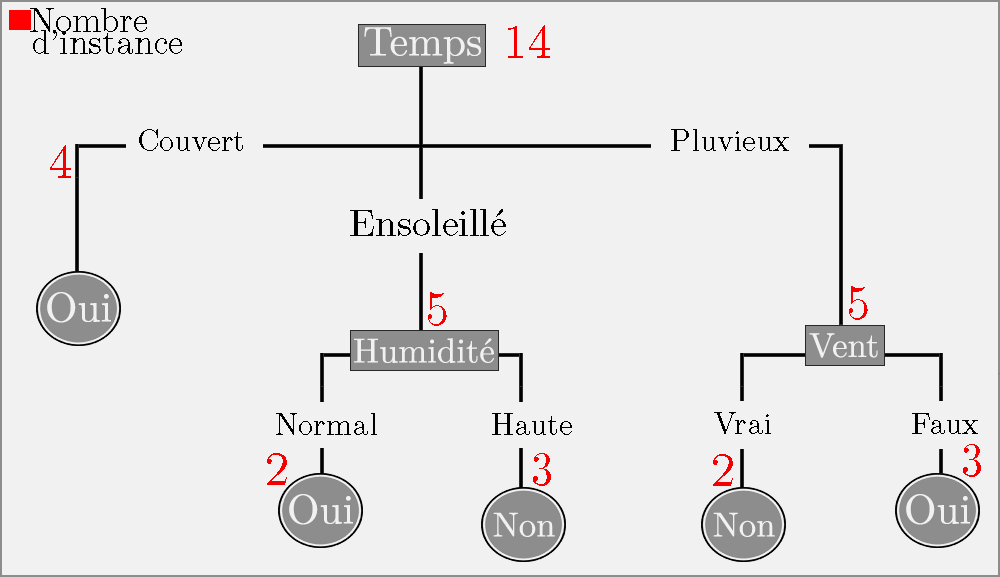 Nombre
d'instance
Temps 14
Couvert
Pluvieux
4
Ensoleillé
Oui
5
5
Humidité
Vent
Normal
Haute
Vrai
Faux
2
3
2
3
Oui
Non
Non
Oui